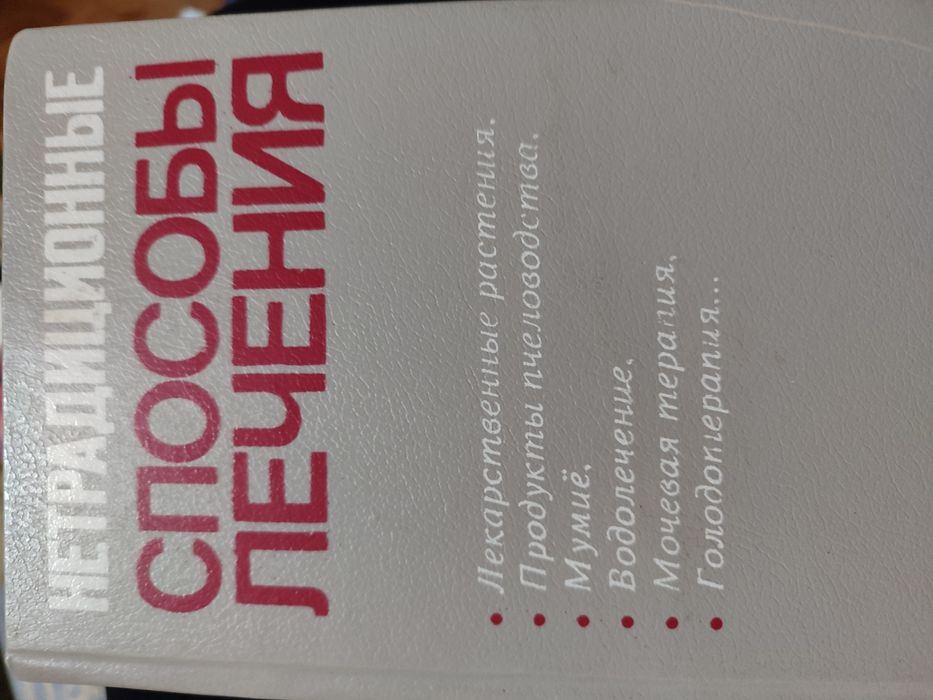 НЕТРАДИЦИОННЫЕ
СПОСОБЫ
ЛЕЧЕНИЯ
• Лекарственные растения.
• Продукты пчеловодства.
• Мумиё.
• Водолечение.
• Мочевая терапия.
• Голодотерапия...